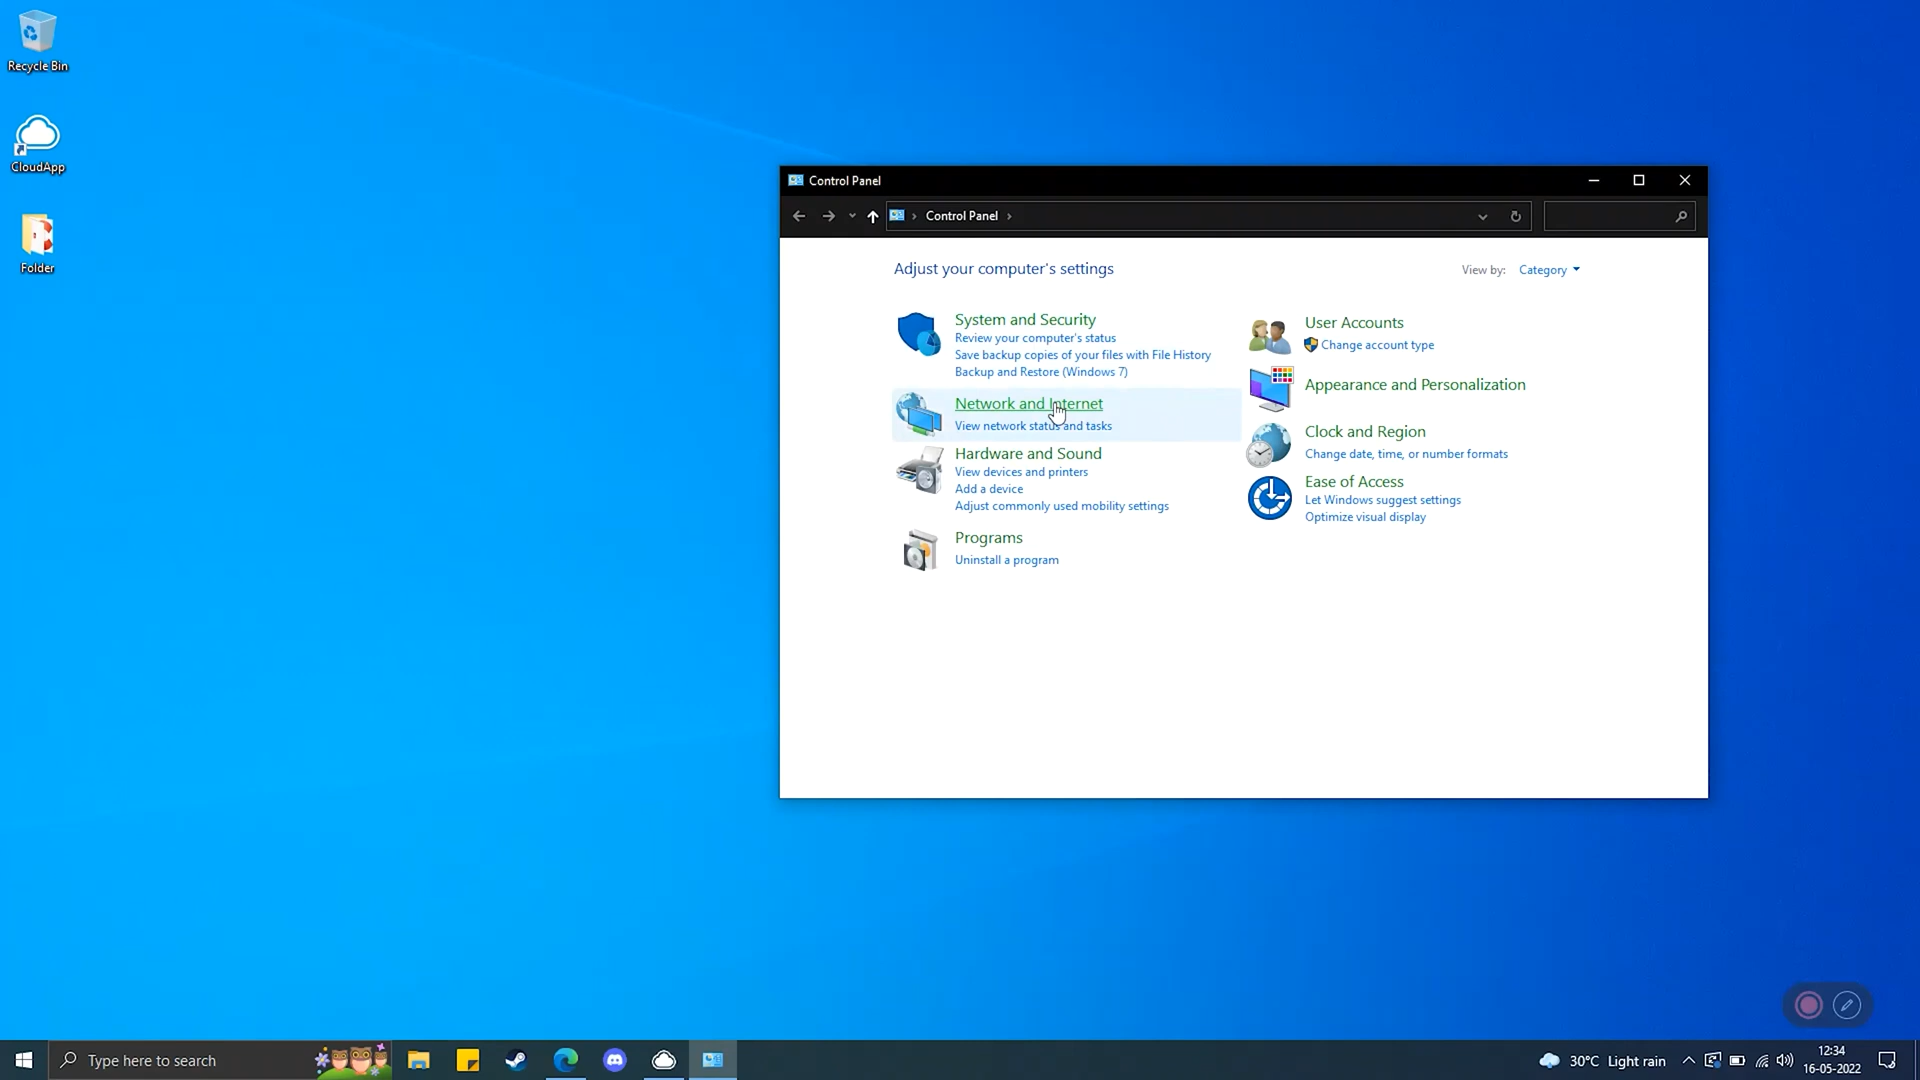 Recycle Bin
CloudApp
Folder
Control Panel
Control Panel
Adjust your computer's settings
View by: Category
System and Security
Review your computer's status
Save backup copies of your files with File History
Backup and Restore (Windows 7)
Network and Internet
View network status and tasks
Hardware and Sound
View devices and printers
Add a device
Adjust commonly used mobility settings
Programs
Uninstall a program
User Accounts
Change account type
Appearance and Personalization
Clock and Region
Change date, time, or number formats
Ease of Access
Let Windows suggest settings
Optimize visual display
Type here to search
30°C Light rain
12:34
16-05-2022